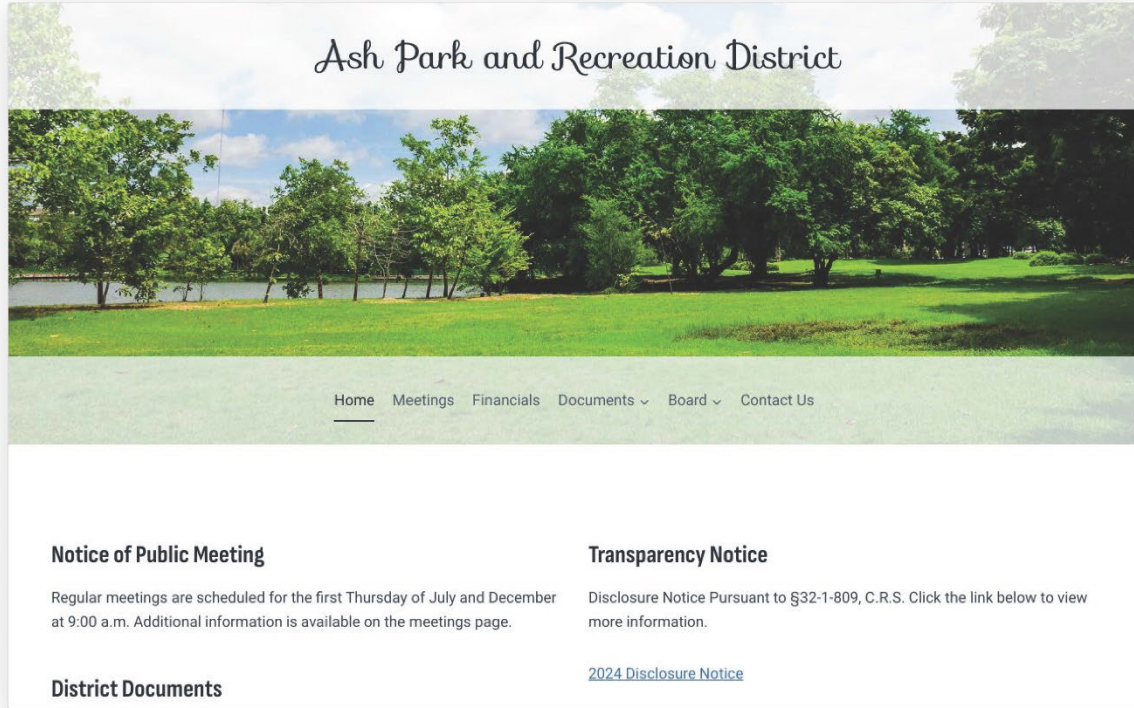 Ash Park and Recreation District
Home Meetings Financials Documents Board Contact Us
Notice of Public Meeting
Regular meetings are scheduled for the first Thursday of July and December
at 9:00 a.m. Additional information is available on the meetings page.
District Documents
Transparency Notice
Disclosure Notice Pursuant to §32-1-809, C.R.S. Click the link below to view
more information.
2024 Disclosure Notice